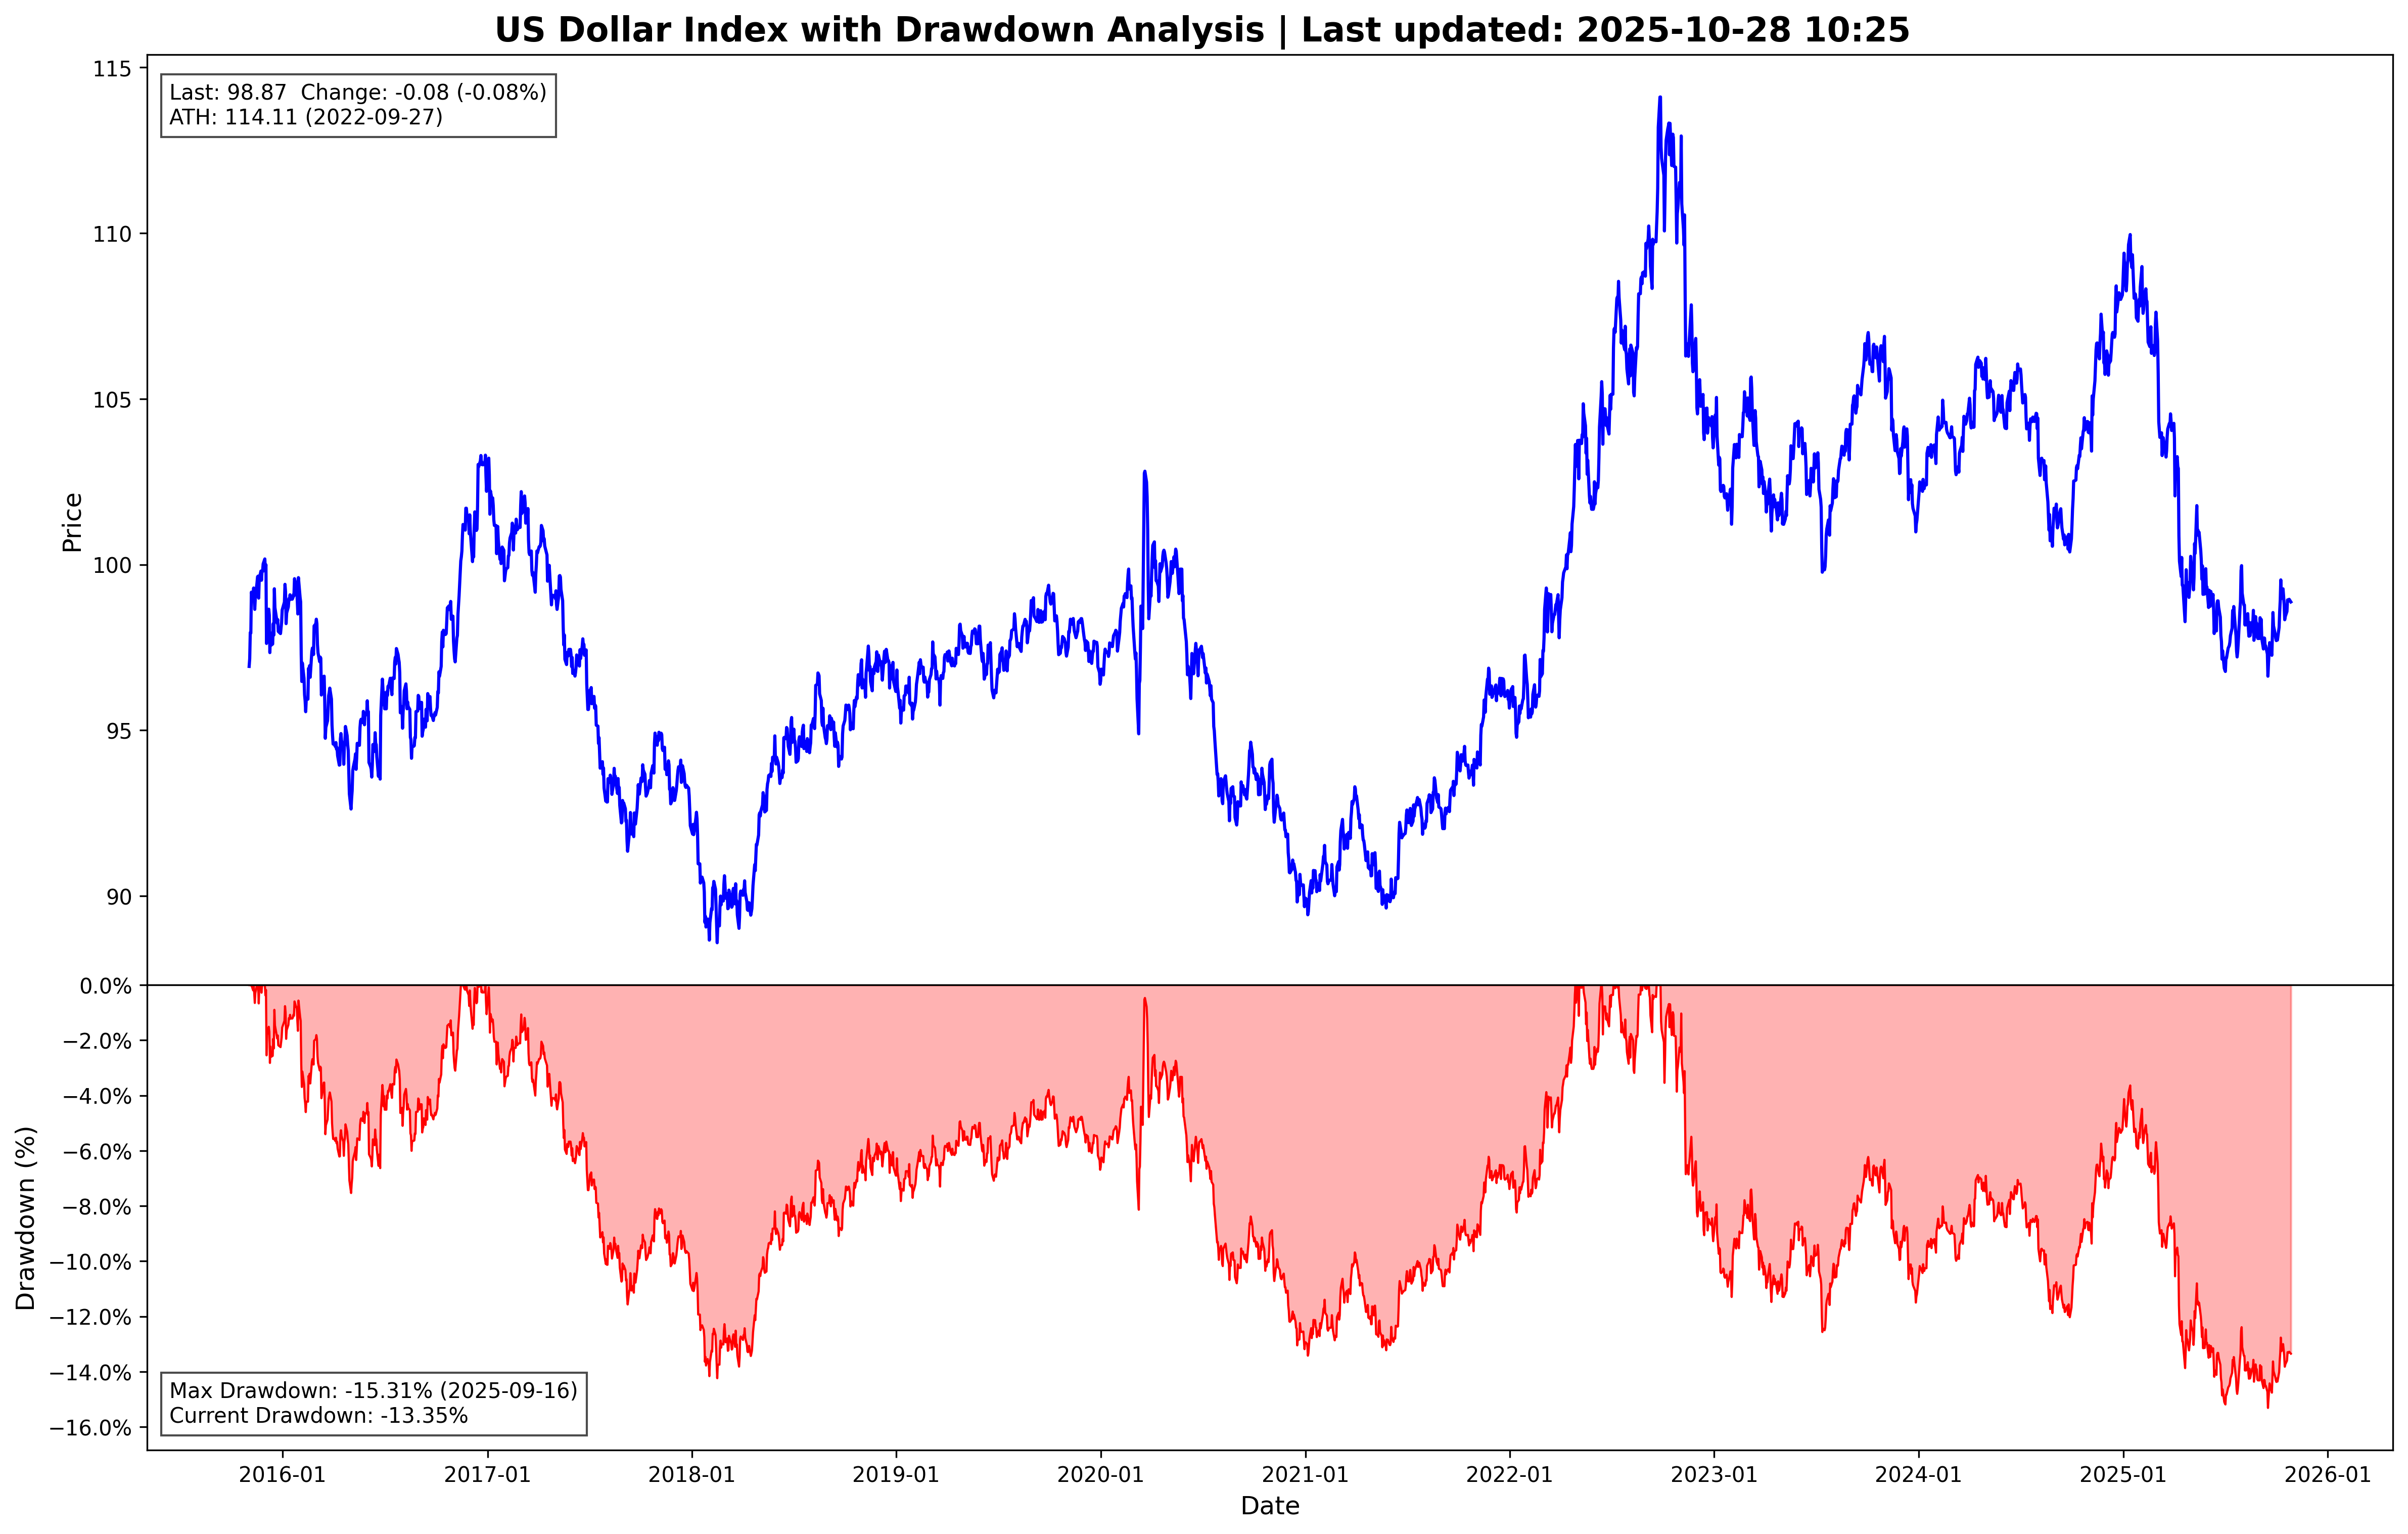 US Dollar Index with Drawdown Analysis | Last updated: 2025-10-28 10:25
115
Last: 98.87  Change: -0.08 (-0.08%)
ATH: 114.11 (2022-09-27)
110
105
Price
100
95
90
0.0%
−2.0%
−4.0%
−6.0%
Drawdown (%)
−8.0%
−10.0%
−12.0%
−14.0%
Max Drawdown: -15.31% (2025-09-16)
Current Drawdown: -13.35%
−16.0%
2016-01 2017-01 2018-01 2019-01 2020-01 2021-01 2022-01 2023-01 2024-01 2025-01 2026-01
Date